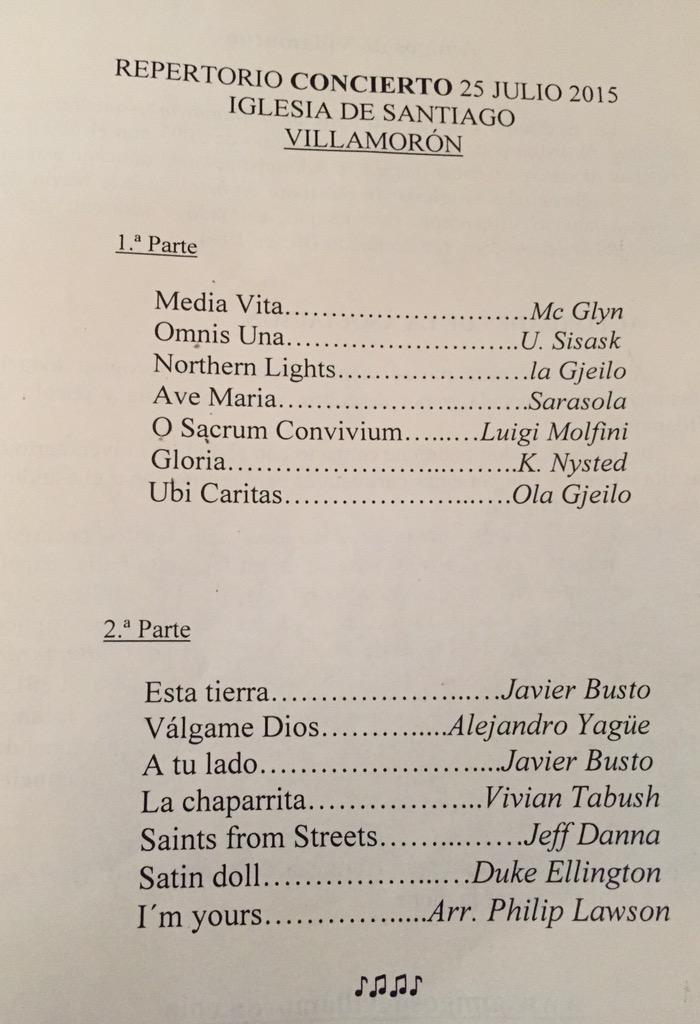 REPERTORIO CONCIERTO 25 JULIO 2015
IGLESIA DE SANTIAGO
VILLAMORÓN
1.ª Parte
Media Vita............................Mc Glyn
Omnis Una..........................U. Sisask
Northern Lights......................la Gjeilo
Ave Maria............................Sarasola
O Sacrum Convivium.........Luigi Molfini
Gloria.................................K. Nysted
Ubi Caritas..........................Ola Gjeilo
2.ª Parte
Esta tierra..........................Javier Busto
Válgame Dios..............Alejandro Yagüe
A tu lado...........................Javier Busto
La chaparrita....................Vivian Tabush
Saints from Streets................Jeff Danna
Satin doll.......................Duke Ellington
I´m yours..................Arr. Philip Lawson
♪♫♫♪